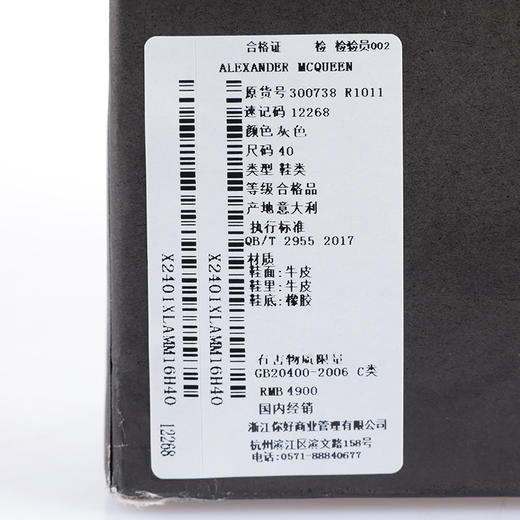 合格证 检 检验员002
ALEXANDER MCQUEEN
原货号 300738 R1011
速记码 12268
颜色 灰色
尺码 40
类型 鞋类
等级合格品
产地意大利
执行标准
QB/T 2955 2017
材质
鞋面: 牛皮
鞋里: 牛皮
鞋底: 橡胶
有害物质限量
GB20400-2006 C类
RMB 4900
国内经销
浙江你好商业管理有限公司
杭州滨江区滨文路158号
电话: 0571-88840677
X2401XLAMM16H40
X2401XLAMM16H40
12268